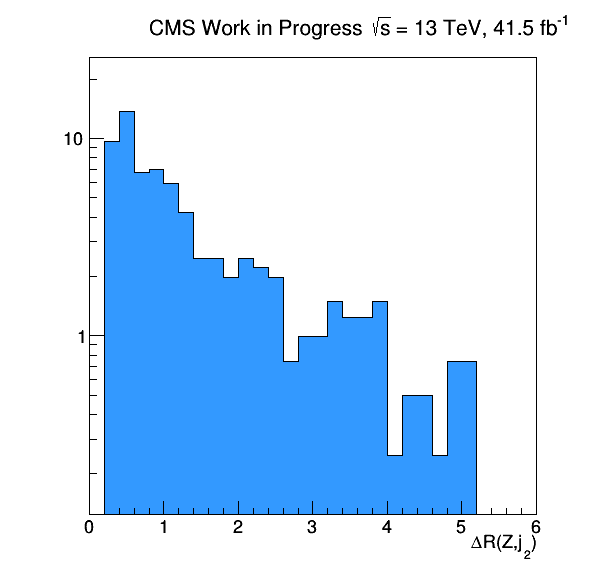 CMS Work in Progress √s = 13 TeV, 41.5 fb⁻¹
10
1
0 1 2 3 4 5 6
ΔR(Z,j₂)